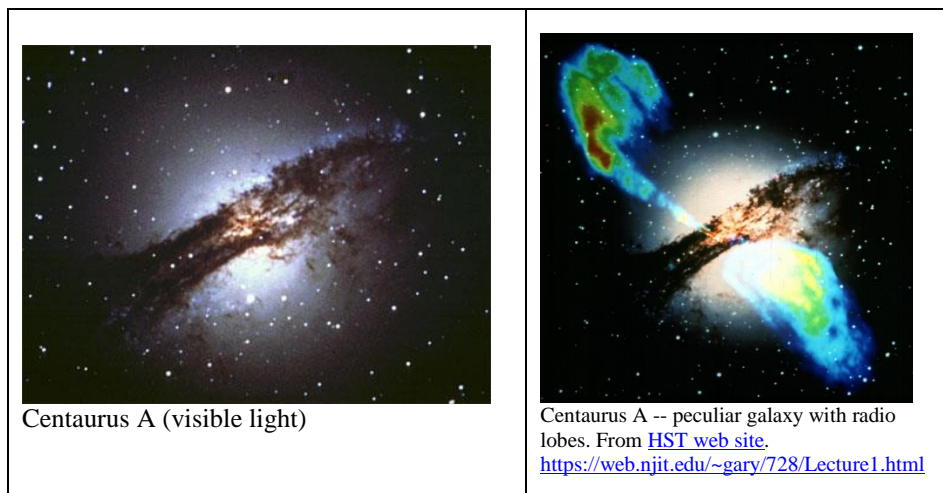 Centaurus A (visible light)
Centaurus A -- peculiar galaxy with radio
lobes. From HST web site.
https://web.njit.edu/~gary/728/Lecture1.html